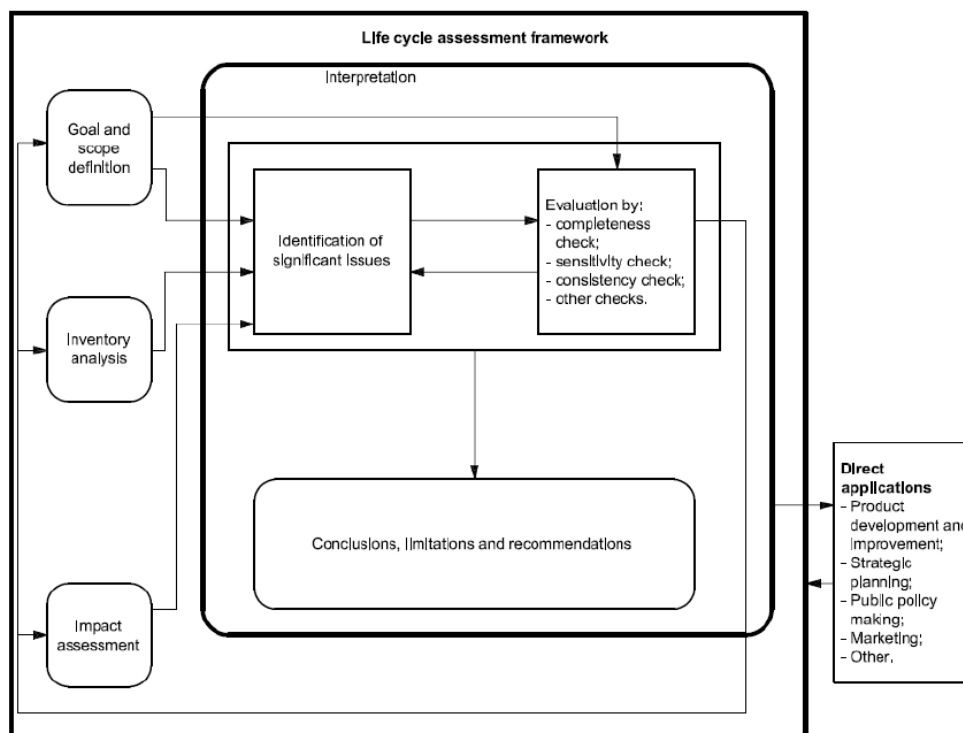 Life cycle assessment framework
Interpretation
Goal and
scope
definition
Identification of
significant issues
Evaluation by:
- completeness
check;
- sensitivity check;
- consistency check;
- other checks.
Inventory
analysis
Conclusions, limitations and recommendations
Impact
assessment
Direct
applications
- Product
development and
improvement;
- Strategic
planning;
- Public policy
making;
- Marketing;
- Other.